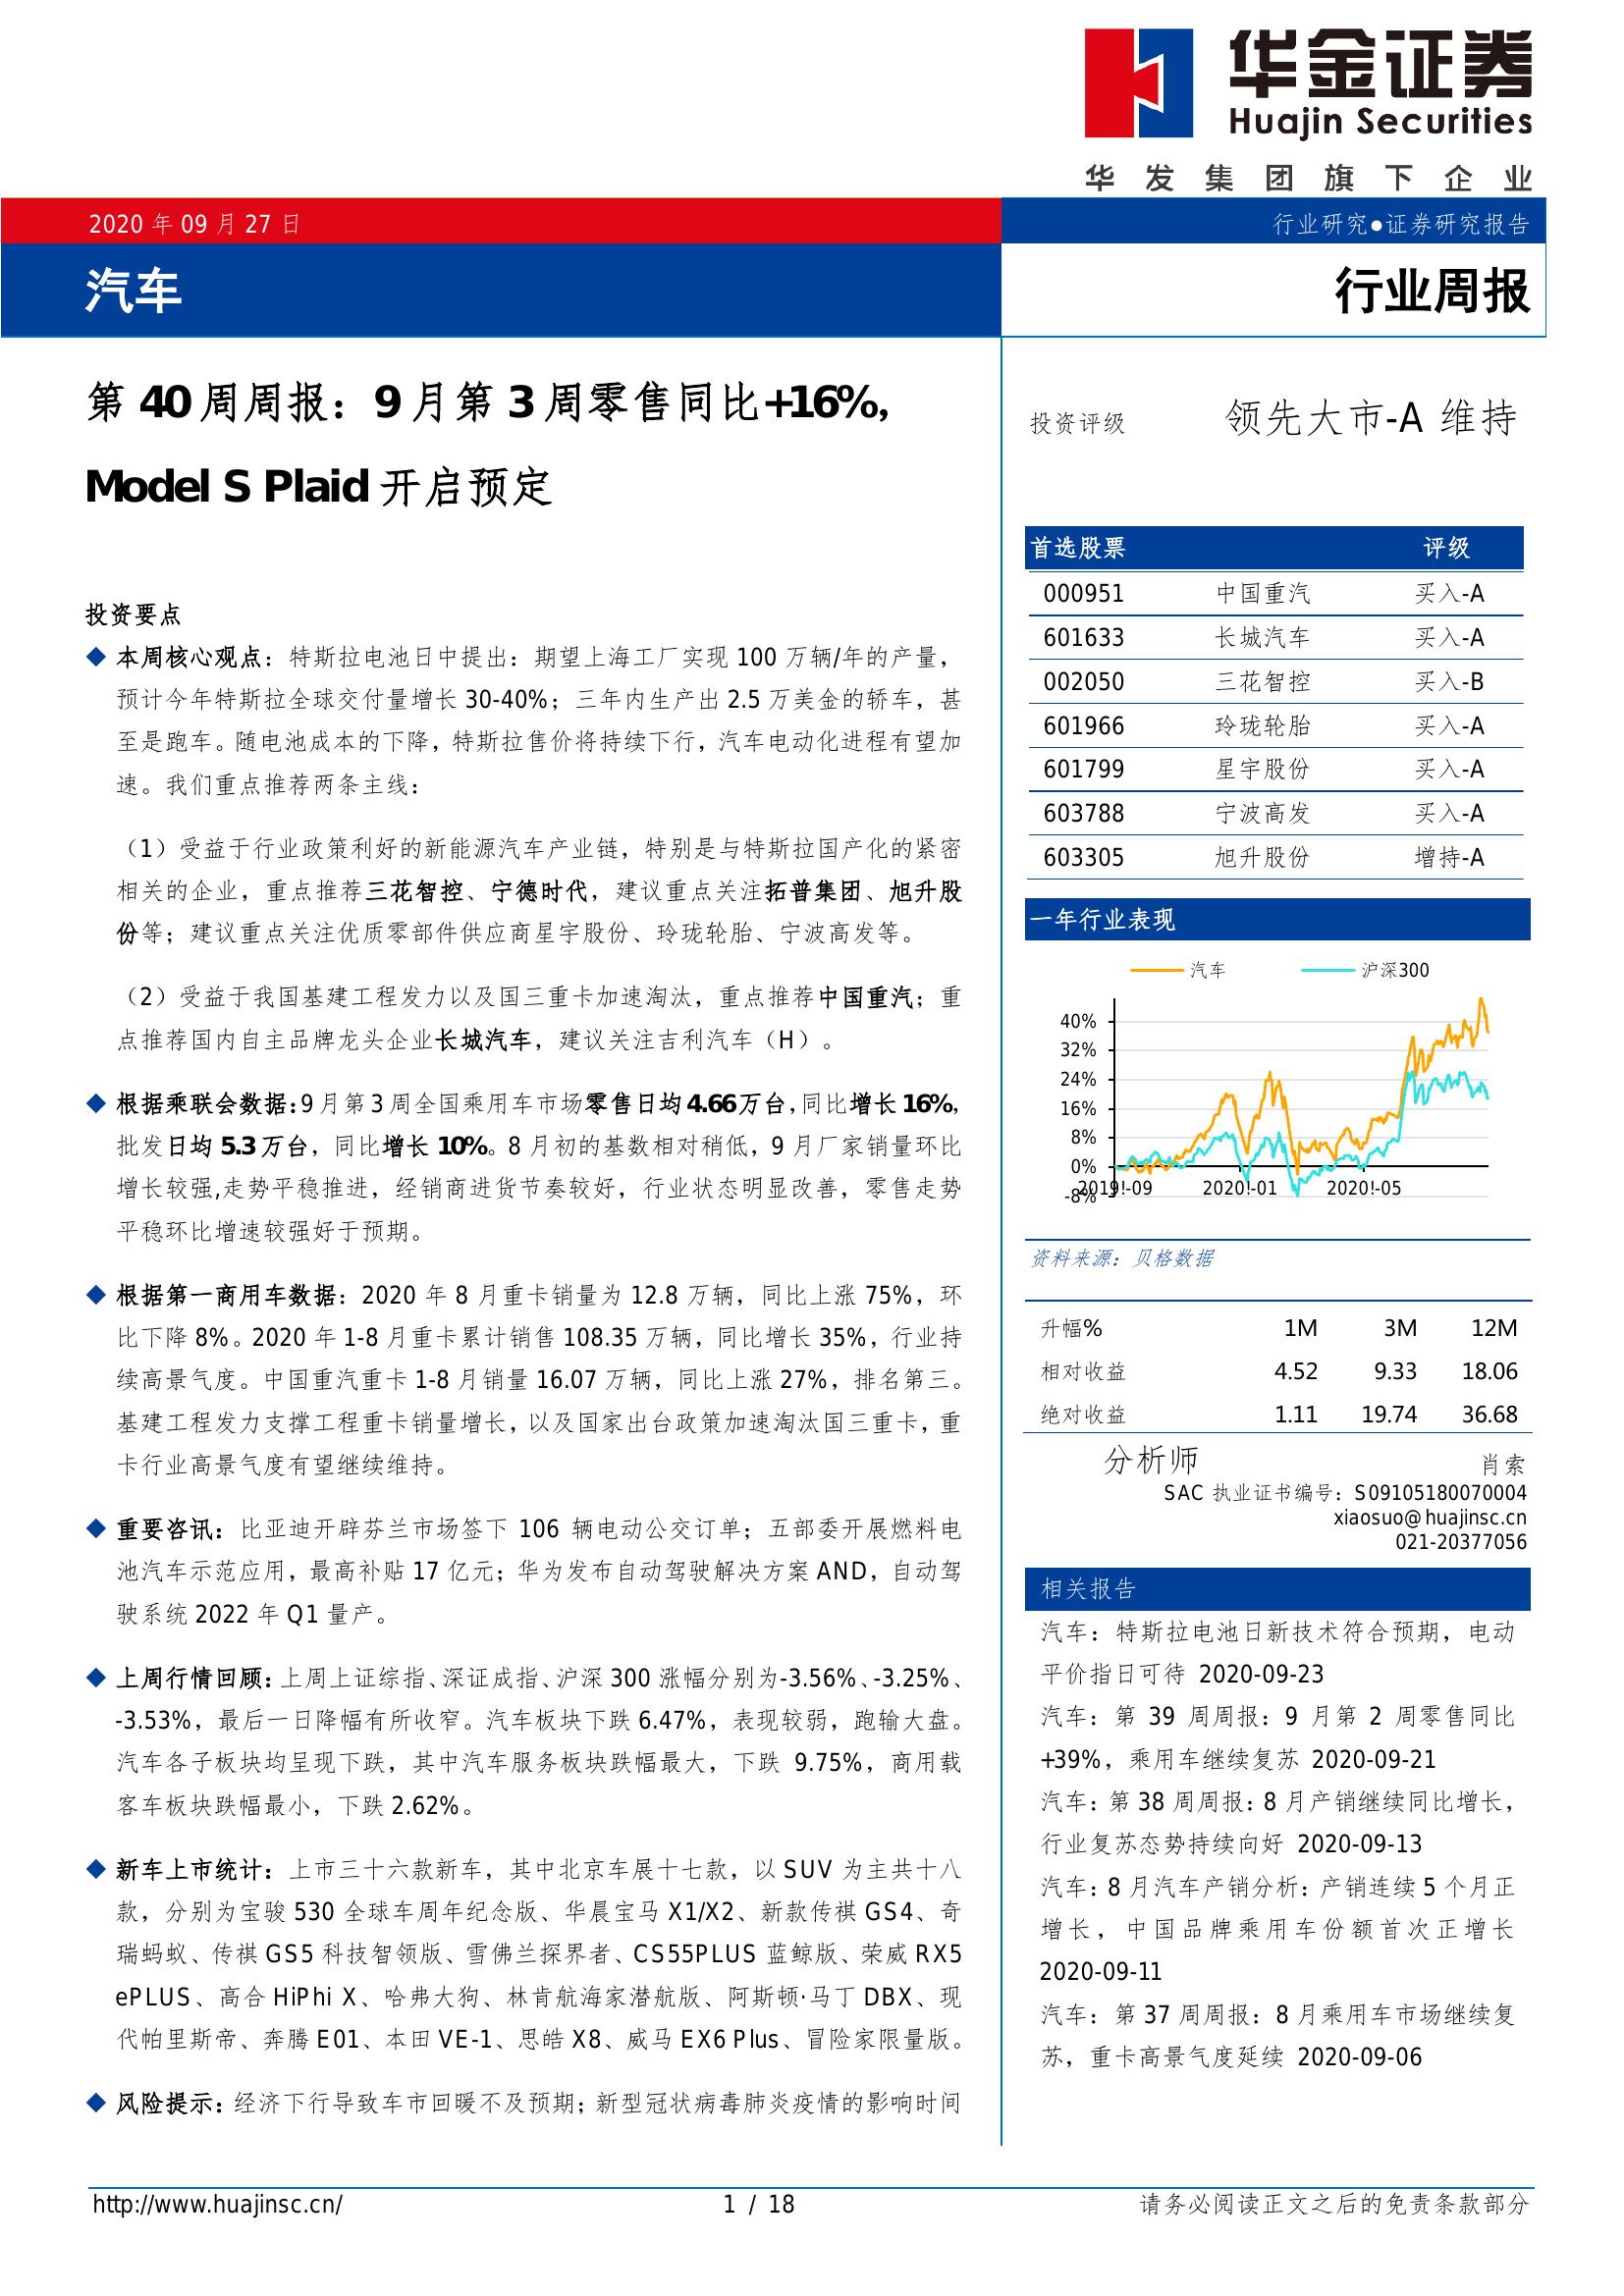 华金证券
Huajin Securities
华发集团旗下企业
2020 年 09 月 27 日
行业研究●证券研究报告
汽车
行业周报
第 40 周周报：9 月第 3 周零售同比+16%，
Model S Plaid 开启预定
投资要点
◆ 本周核心观点：特斯拉电池日中提出：期望上海工厂实现 100 万辆/年的产量，
预计今年特斯拉全球交付量增长 30-40%；三年内生产出 2.5 万美金的轿车，甚
至是跑车。随电池成本的下降，特斯拉售价将持续下行，汽车电动化进程有望加
速。我们重点推荐两条主线：
（1）受益于行业政策利好的新能源汽车产业链，特别是与特斯拉国产化的紧密
相关的企业，重点推荐三花智控、宁德时代，建议重点关注拓普集团、旭升股
份等；建议重点关注优质零部件供应商星宇股份、玲珑轮胎、宁波高发等。
（2）受益于我国基建工程发力以及国三重卡加速淘汰，重点推荐中国重汽；重
点推荐国内自主品牌龙头企业长城汽车，建议关注吉利汽车（H）。
◆ 根据乘联会数据：9 月第 3 周全国乘用车市场零售日均 4.66 万台，同比增长 16%，
批发日均 5.3 万台，同比增长 10%。8 月初的基数相对稍低，9 月厂家销量环比
增长较强,走势平稳推进，经销商进货节奏较好，行业状态明显改善，零售走势
平稳环比增速较强好于预期。
◆ 根据第一商用车数据：2020 年 8 月重卡销量为 12.8 万辆，同比上涨 75%，环
比下降 8%。2020 年 1-8 月重卡累计销售 108.35 万辆，同比增长 35%，行业持
续高景气度。中国重汽重卡 1-8 月销量 16.07 万辆，同比上涨 27%，排名第三。
基建工程发力支撑工程重卡销量增长，以及国家出台政策加速淘汰国三重卡，重
卡行业高景气度有望继续维持。
◆ 重要咨讯：比亚迪开辟芬兰市场签下 106 辆电动公交订单；五部委开展燃料电
池汽车示范应用，最高补贴 17 亿元；华为发布自动驾驶解决方案 AND，自动驾
驶系统 2022 年 Q1 量产。
◆ 上周行情回顾：上周上证综指、深证成指、沪深 300 涨幅分别为-3.56%、-3.25%、
-3.53%，最后一日降幅有所收窄。汽车板块下跌 6.47%，表现较弱，跑输大盘。
汽车各子板块均呈现下跌，其中汽车服务板块跌幅最大，下跌 9.75%，商用载
客车板块跌幅最小，下跌 2.62%。
◆ 新车上市统计：上市三十六款新车，其中北京车展十七款，以 SUV 为主共十八
款，分别为宝骏 530 全球车周年纪念版、华晨宝马 X1/X2、新款传祺 GS4、奇
瑞蚂蚁、传祺 GS5 科技智领版、雪佛兰探界者、CS55PLUS 蓝鲸版、荣威 RX5
ePLUS、高合 HiPhi X、哈弗大狗、林肯航海家潜航版、阿斯顿·马丁 DBX、现
代帕里斯帝、奔腾 E01、本田 VE-1、思皓 X8、威马 EX6 Plus、冒险家限量版。
◆ 风险提示：经济下行导致车市回暖不及预期；新型冠状病毒肺炎疫情的影响时间
投资评级 领先大市-A 维持
首选股票 评级
000951 中国重汽 买入-A
601633 长城汽车 买入-A
002050 三花智控 买入-B
601966 玲珑轮胎 买入-A
601799 星宇股份 买入-A
603788 宁波高发 买入-A
603305 旭升股份 增持-A
一年行业表现
汽车 沪深300
40%
32%
24%
16%
8%
0%
-8%
2019!-09 2020!-01 2020!-05
资料来源：贝格数据
升幅% 1M 3M 12M
相对收益 4.52 9.33 18.06
绝对收益 1.11 19.74 36.68
分析师 肖索
SAC 执业证书编号：S09105180070004
xiaosuo@huajinsc.cn
021-20377056
相关报告
汽车：特斯拉电池日新技术符合预期，电动
平价指日可待 2020-09-23
汽车：第 39 周周报：9 月第 2 周零售同比
+39%，乘用车继续复苏 2020-09-21
汽车：第 38 周周报：8 月产销继续同比增长，
行业复苏态势持续向好 2020-09-13
汽车：8 月汽车产销分析：产销连续 5 个月正
增长，中国品牌乘用车份额首次正增长
2020-09-11
汽车：第 37 周周报：8 月乘用车市场继续复
苏，重卡高景气度延续 2020-09-06
http://www.huajinsc.cn/
1 / 18
请务必阅读正文之后的免责条款部分